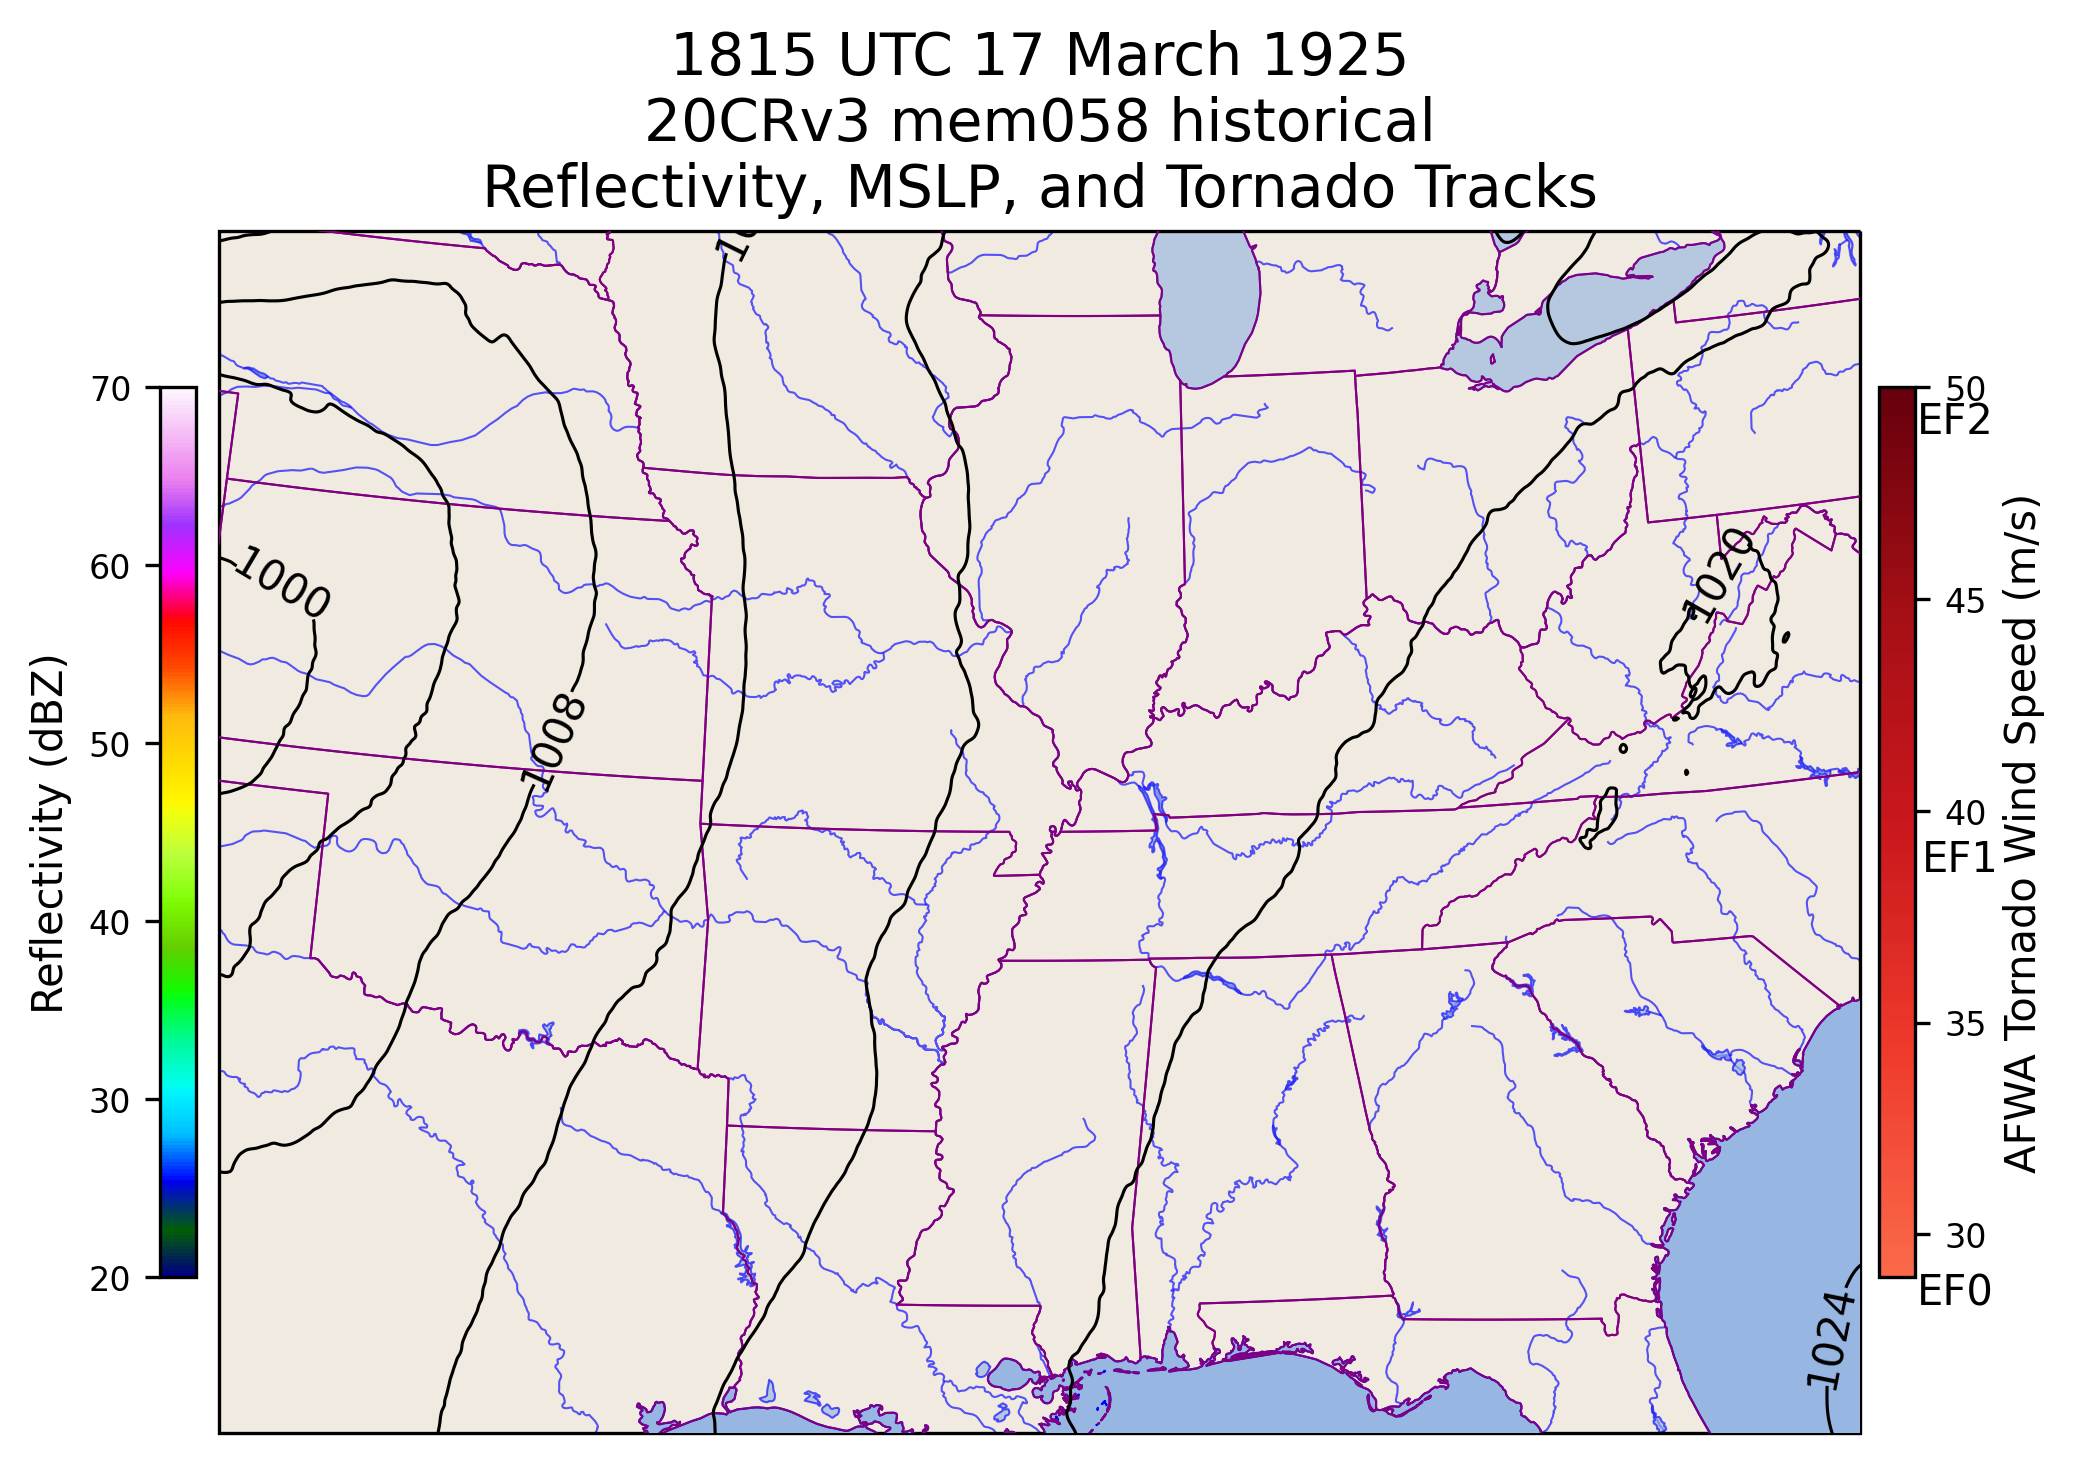 1815 UTC 17 March 1925
20CRv3 mem058 historical
Reflectivity, MSLP, and Tornado Tracks
70
60
50
40
30
20
Reflectivity (dBZ)
1000
1008
1020
1024
50
EF2
45
40
EF1
35
30
EF0
AFWA Tornado Wind Speed (m/s)